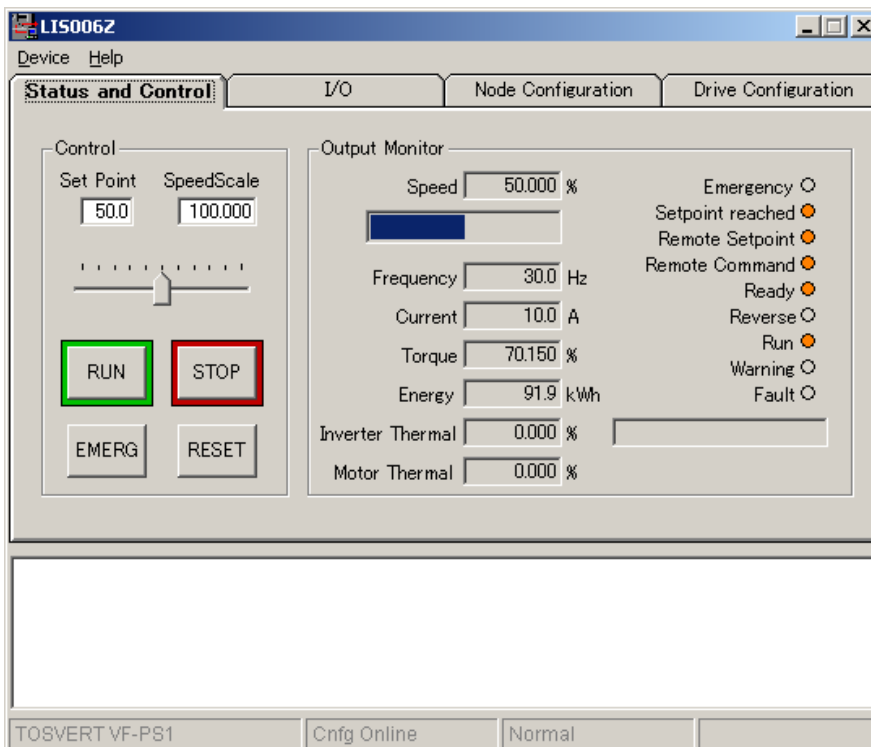 LIS006Z
Device Help
Status and Control
I/O
Node Configuration
Drive Configuration
Control
Set Point SpeedScale
50.0 100.000
RUN STOP
EMERG RESET
Output Monitor
Speed 50.000 %
Frequency 30.0 Hz
Current 10.0 A
Torque 70.150 %
Energy 91.9 kWh
Inverter Thermal 0.000 %
Motor Thermal 0.000 %
Emergency
Setpoint reached
Remote Setpoint
Remote Command
Ready
Reverse
Run
Warning
Fault
TOSVERT VF-PS1
Cnfg Online
Normal